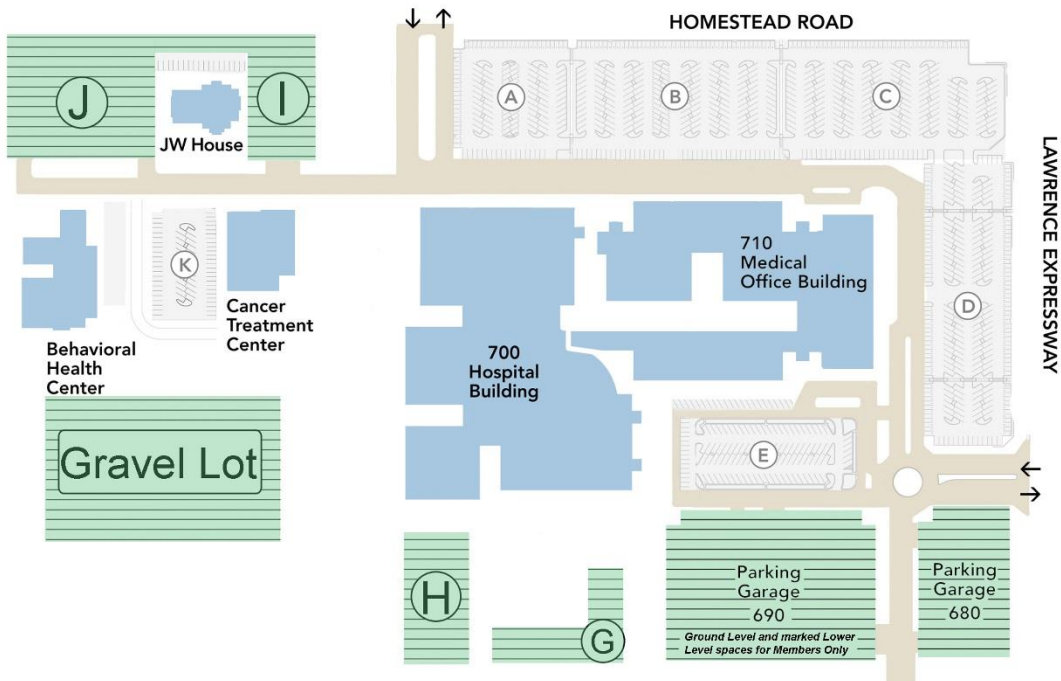 HOMESTEAD ROAD
J
I
JW House
A
B
C
LAWRENCE EXPRESSWAY
K
Behavioral
Health
Center
Cancer
Treatment
Center
700
Hospital
Building
710
Medical
Office Building
D
E
Gravel Lot
H
G
Parking
Garage
690
Ground Level and marked Lower
Level spaces for Members Only
Parking
Garage
680